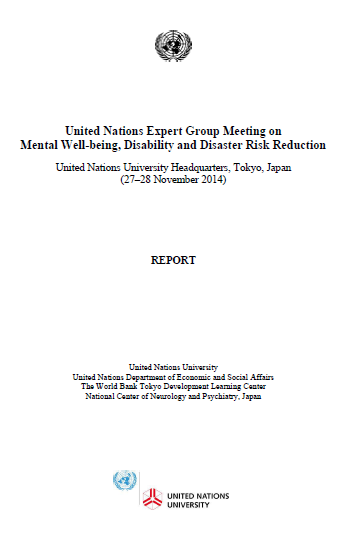 United Nations Expert Group Meeting on
Mental Well-being, Disability and Disaster Risk Reduction
United Nations University Headquarters, Tokyo, Japan
(27–28 November 2014)
REPORT
United Nations University
United Nations Department of Economic and Social Affairs
The World Bank Tokyo Development Learning Center
National Center of Neurology and Psychiatry, Japan
UNITED NATIONS
UNIVERSITY